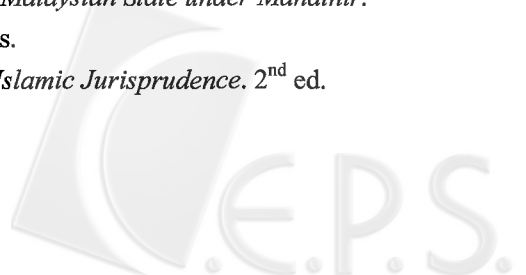 Malaysian State under Mahathir.
s.
Islamic Jurisprudence. 2nd ed.
C.E.P.S.